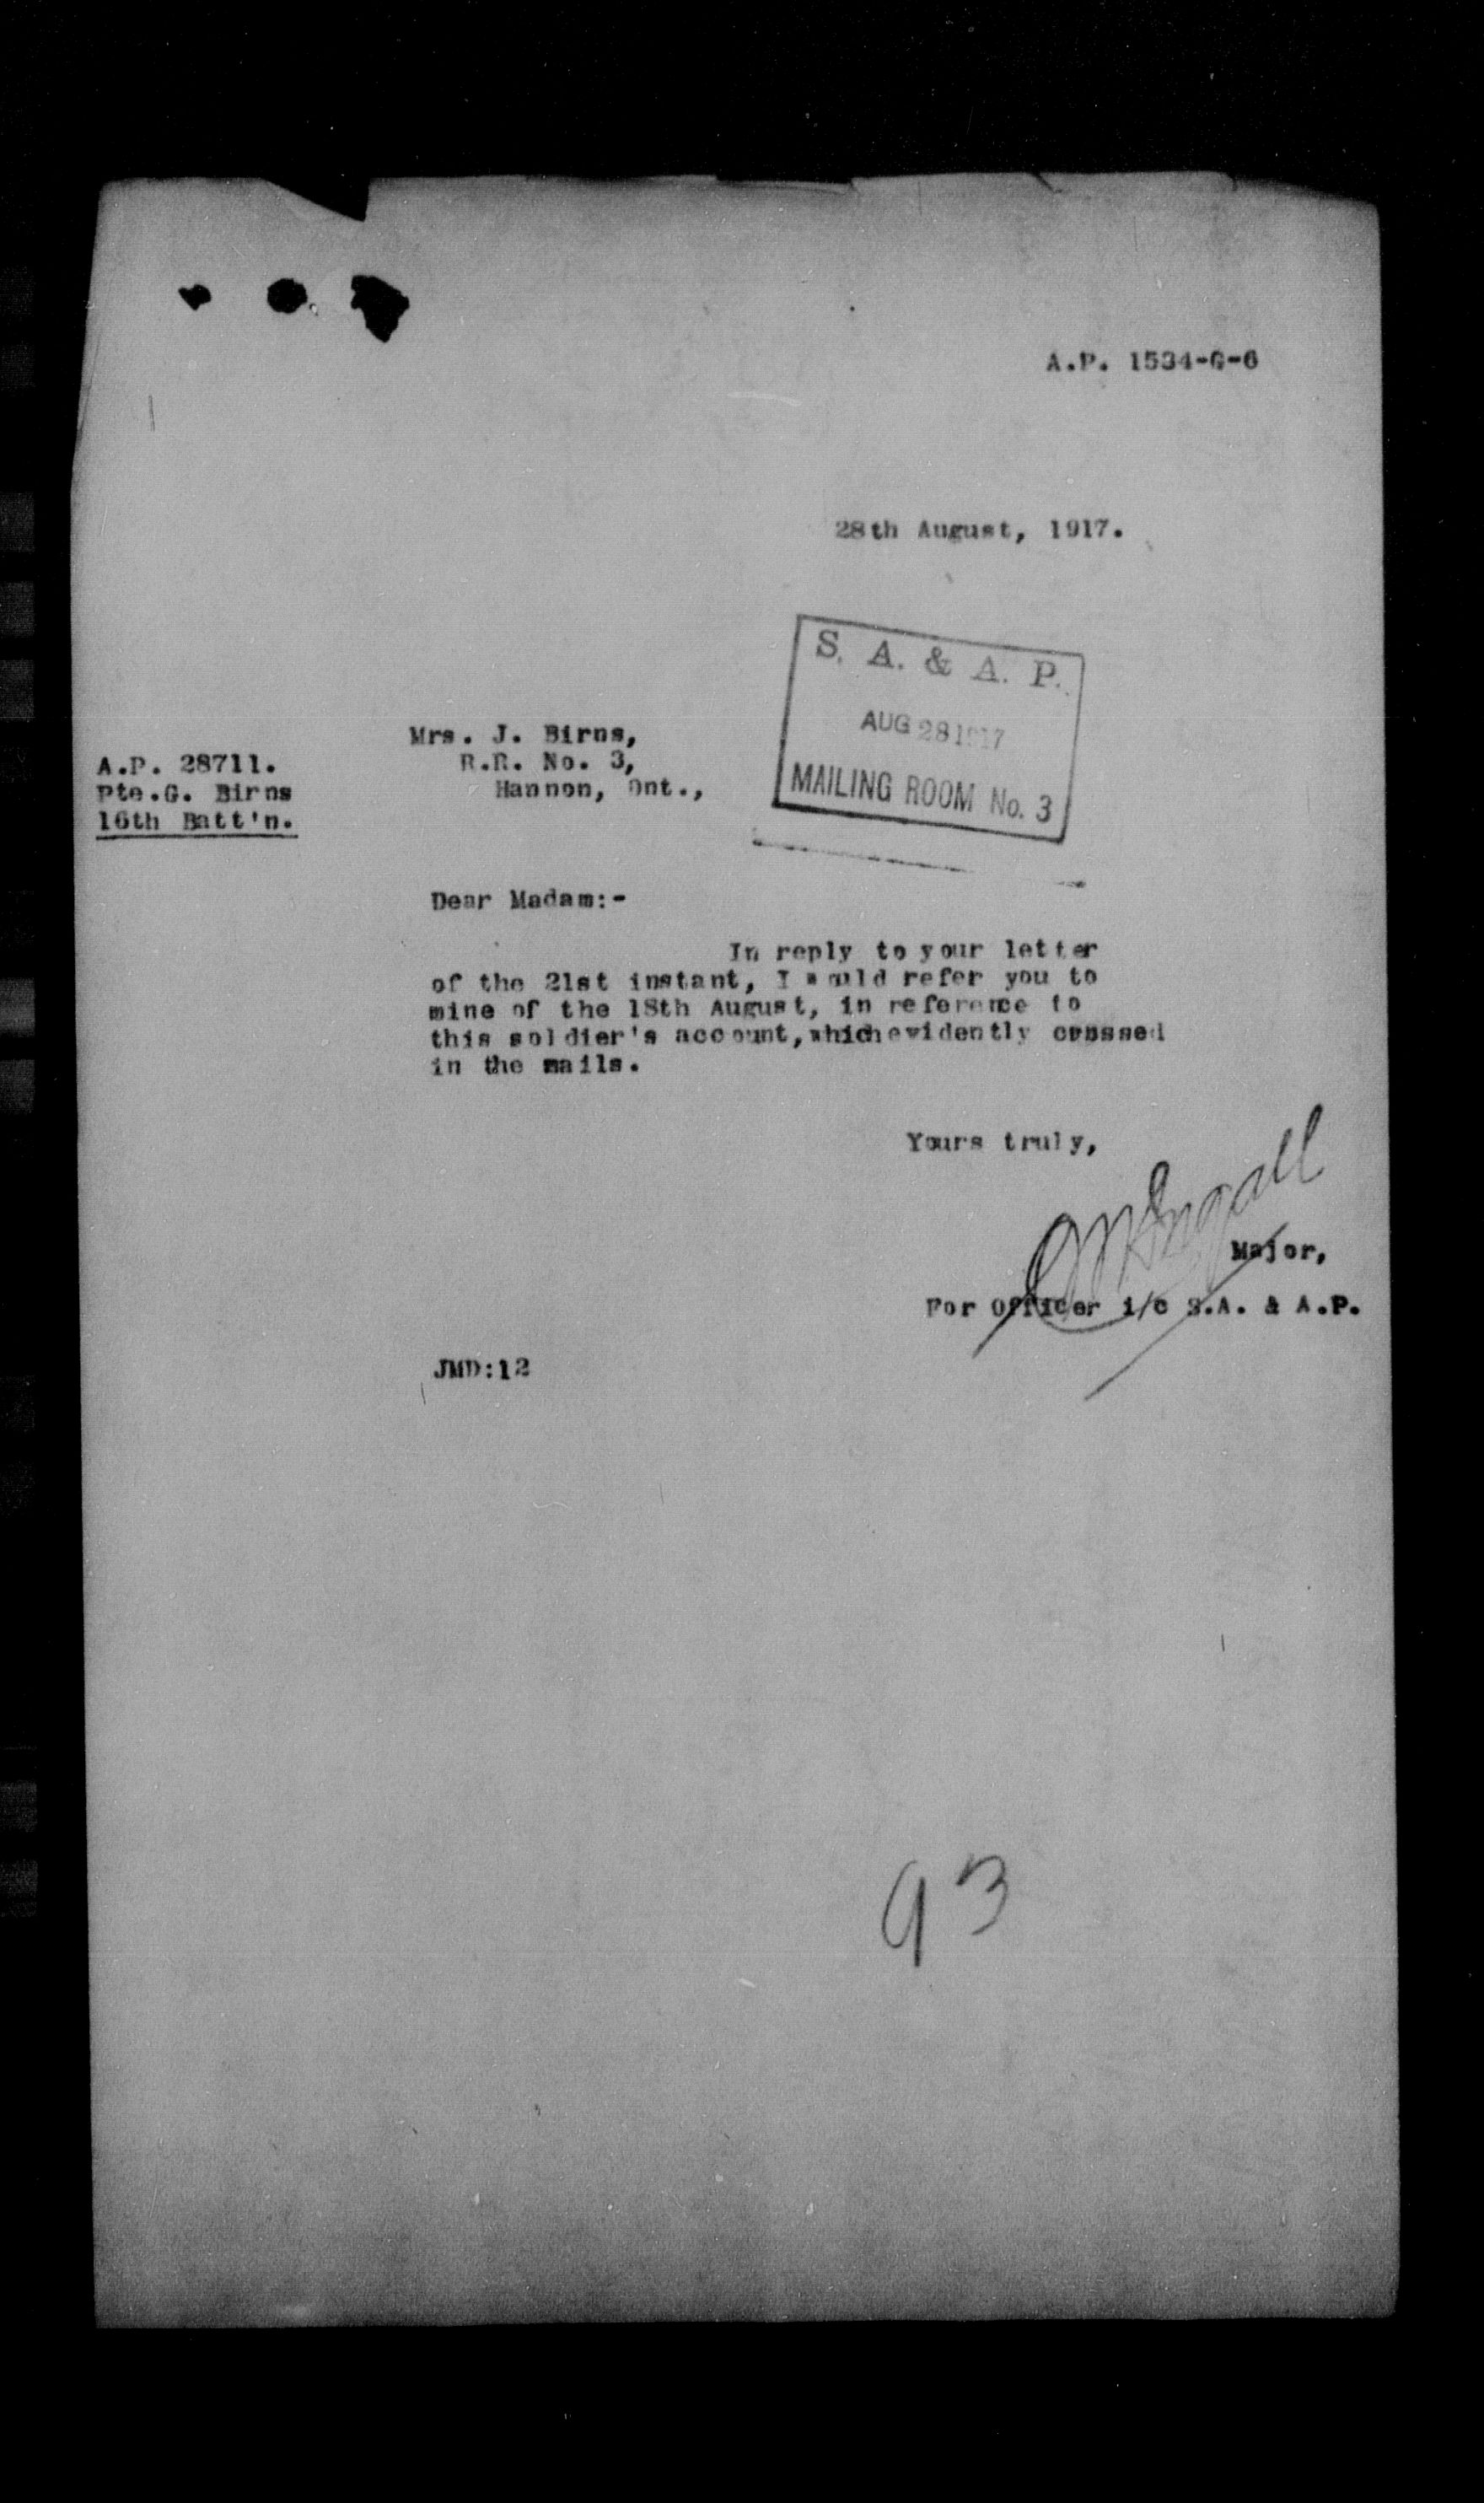 A.P. 1534-G-6
28th August, 1917.
S. A. & A. P.
AUG 28 1917
MAILING ROOM No. 3
Mrs. J. Birns,
R.R. No. 3,
Hannon, Ont.,
A.P. 28711.
Pte.G. Birns
16th Batt'n.
Dear Madam:-
In reply to your letter
of the 21st instant, I would refer you to
mine of the 18th August, in reference to
this soldier's account, which evidently crossed
in the mails.
Yours truly,
Major,
For Officer i/c S.A. & A.P.
JMD:12
93